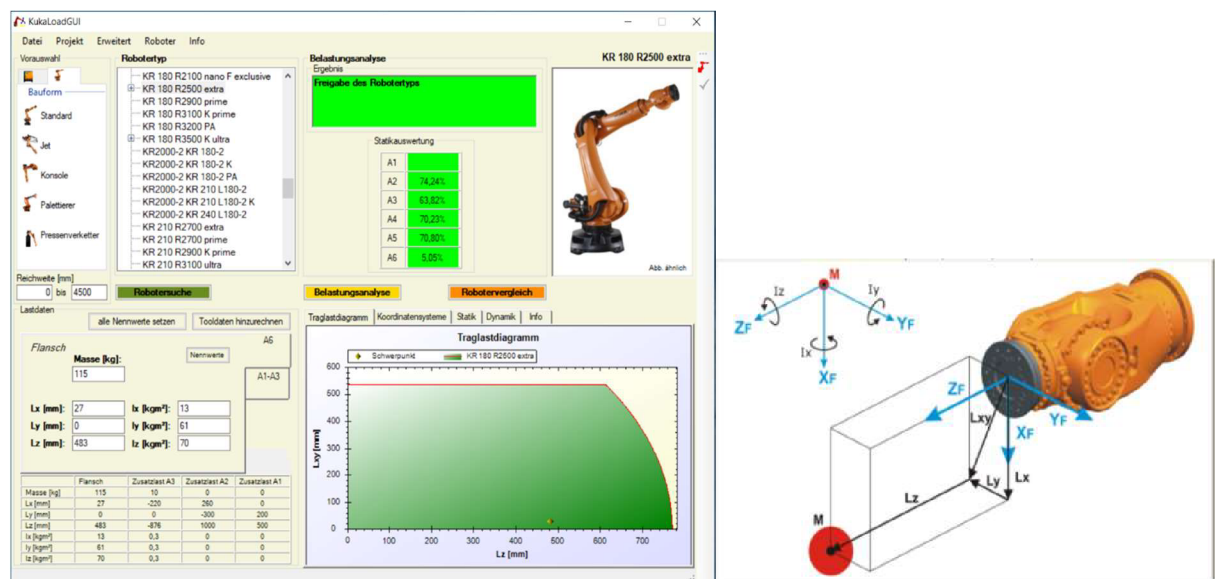 KukaLoadGUI
Datei Projekt Erweitert Roboter Info
Vorauswahl
Bauform
Standard
Jet
Konsole
Palettierer
Pressenverketter
Robotertyp
KR 180 R2100 nano F exclusive
KR 180 R2500 extra
KR 180 R2900 prime
KR 180 R3100 K prime
KR 180 R3200 PA
KR 180 R3500 K ultra
KR2000-2 KR 180-2
KR2000-2 KR 180-2 K
KR2000-2 KR 180-2 PA
KR2000-2 KR 210 L180-2
KR2000-2 KR 210 L180-2 K
KR2000-2 KR 240 L180-2
KR 210 R2700 extra
KR 210 R2700 prime
KR 210 R2900 K prime
KR 210 R3100 ultra
Belastungsanalyse
Ergebnis
Freigabe des Robotertyps
Statikauswertung
A1
A2 74,24%
A3 63,82%
A4 70,23%
A5 70,80%
A6 5,05%
KR 180 R2500 extra
Abb. ähnlich
Reichweite [mm]
0 bis 4500
Robotersuche
Belastungsanalyse
Robotervergleich
Lastdaten
alle Nennwerte setzen
Tooldaten hinzurechnen
Flansch
Masse [kg]:
115
Nennwerte
A6
A1-A3
Lx [mm]: 27 Ix [kgm²]: 13
Ly [mm]: 0 Iy [kgm²]: 61
Lz [mm]: 483 Iz [kgm²]: 70
Flansch Zusatzlast A3 Zusatzlast A2 Zusatzlast A1
Masse [kg] 115 10 0 0
Lx [mm] 27 -220 260 0
Ly [mm] 0 0 -300 200
Lz [mm] 483 -876 1000 500
Ix [kgm²] 13 0,3 0 0
Iy [kgm²] 61 0,3 0 0
Iz [kgm²] 70 0,3 0 0
Traglastdiagramm Koordinatensysteme Statik Dynamik Info
Traglastdiagramm
Schwerpunkt KR 180 R2500 extra
Lxy [mm]
600
500
400
300
200
100
0
0 100 200 300 400 500 600 700
Lz [mm]
M
Iz
Iy
ZF
YF
Ix
XF
ZF
YF
Lxy
XF
Ly
Lx
Lz
M